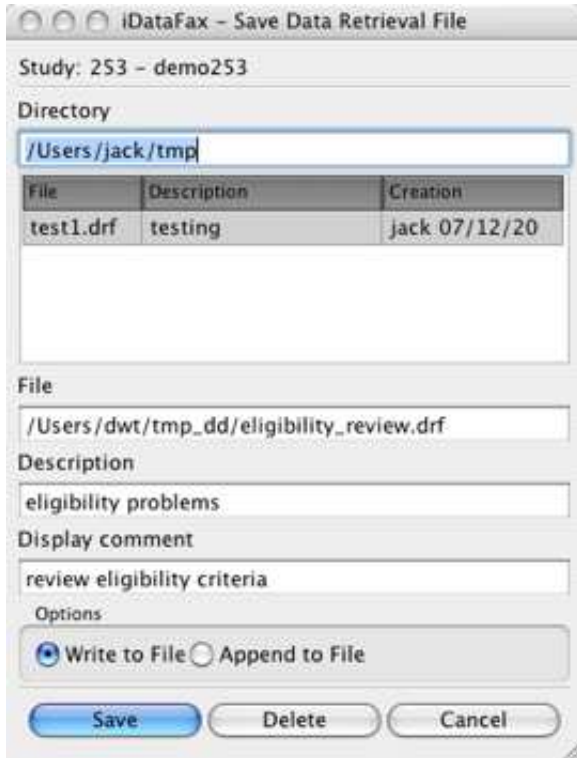 iDataFax – Save Data Retrieval File
Study: 253 – demo253
Directory
/Users/jack/tmp
File Description Creation
test1.drf testing jack 07/12/20
File
/Users/dwt/tmp_dd/eligibility_review.drf
Description
eligibility problems
Display comment
review eligibility criteria
Options
Write to File Append to File
Save Delete Cancel